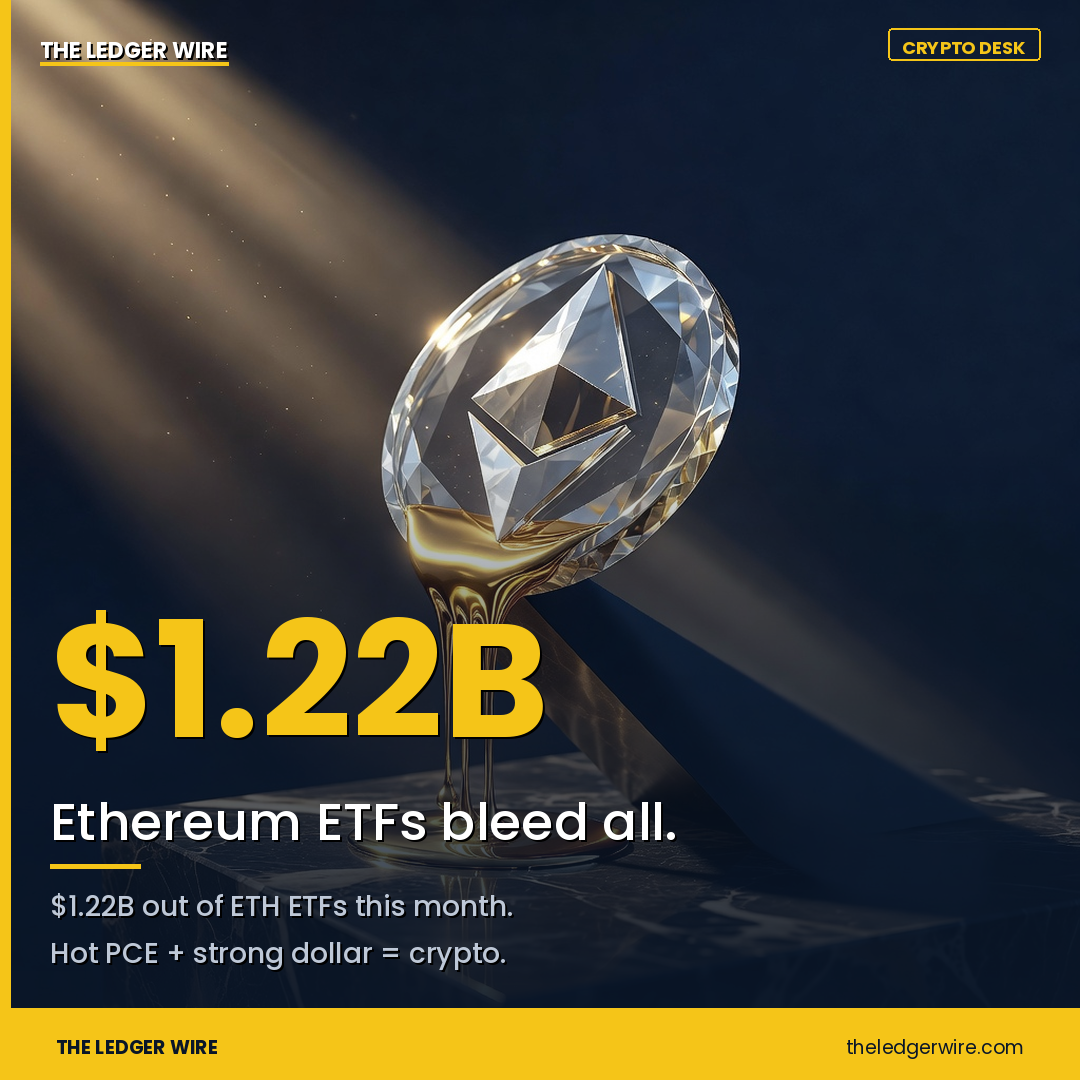 THE LEDGER WIRE
CRYPTO DESK
$1.22B
Ethereum ETFs bleed all.
$1.22B out of ETH ETFs this month.
Hot PCE + strong dollar = crypto.
THE LEDGER WIRE
theledgerwire.com